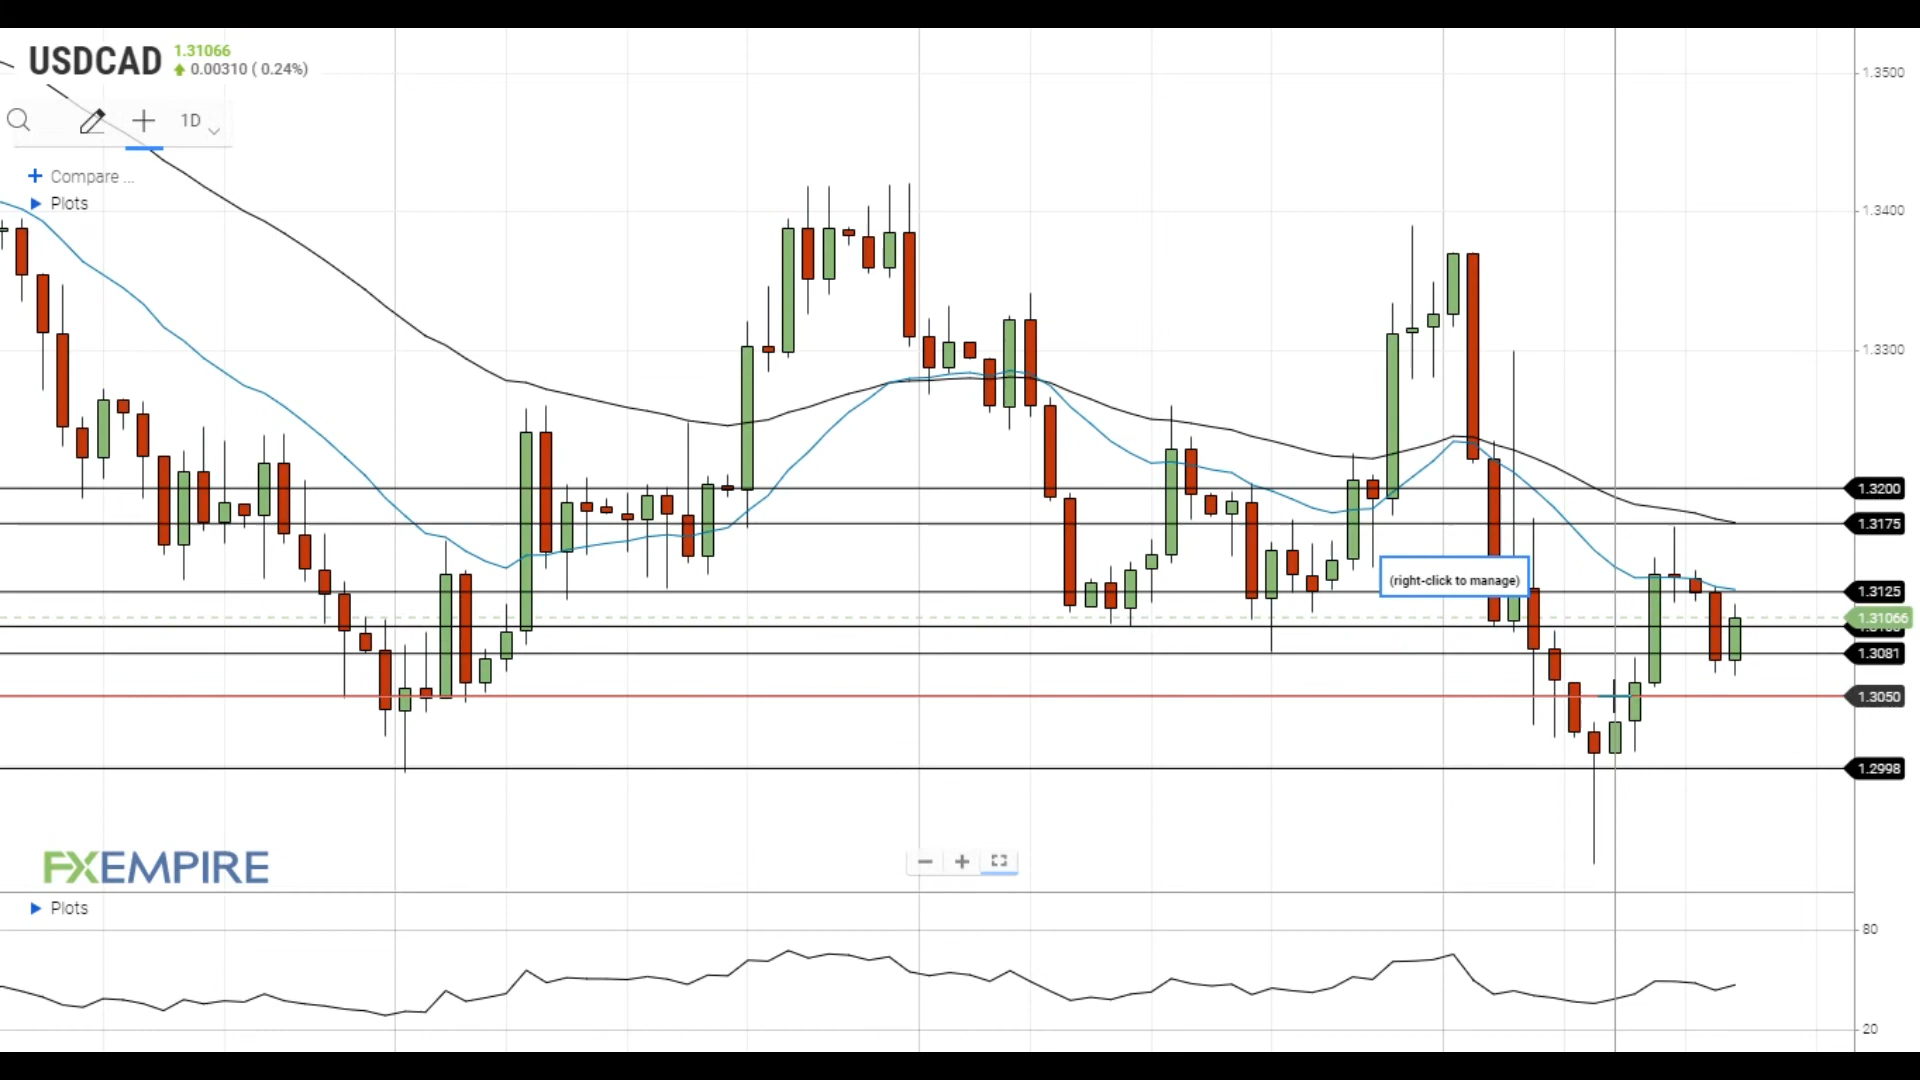 USDCAD
1.31066
0.00310 ( 0.24%)
1D
Compare ...
Plots
1.3500
1.3400
1.3300
1.3200
1.3175
(right-click to manage)
1.3125
1.31066
1.3081
1.3050
1.2998
FXEMPIRE
Plots
80
20